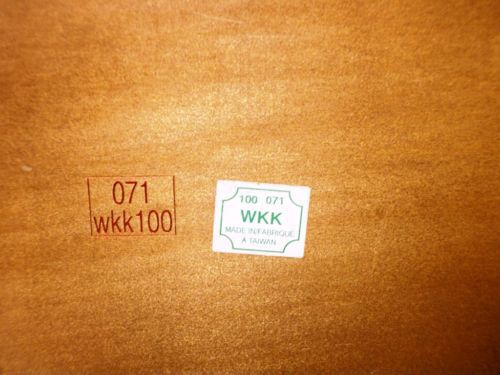 071
wkk100
100 071
WKK
MADE IN/FABRIQUE
A TAIWAN